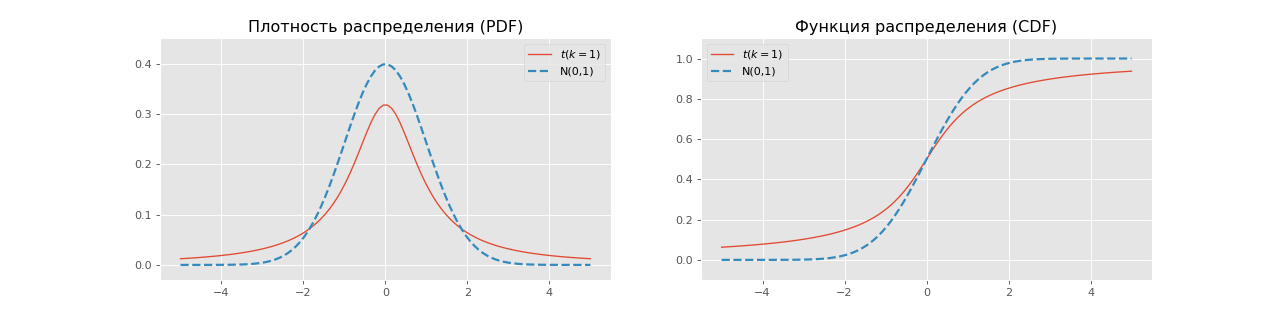 Плотность распределения (PDF)
t(k = 1)
N(0,1)
0.4
0.3
0.2
0.1
0.0
−4 −2 0 2 4
Функция распределения (CDF)
t(k = 1)
N(0,1)
1.0
0.8
0.6
0.4
0.2
0.0
−4 −2 0 2 4